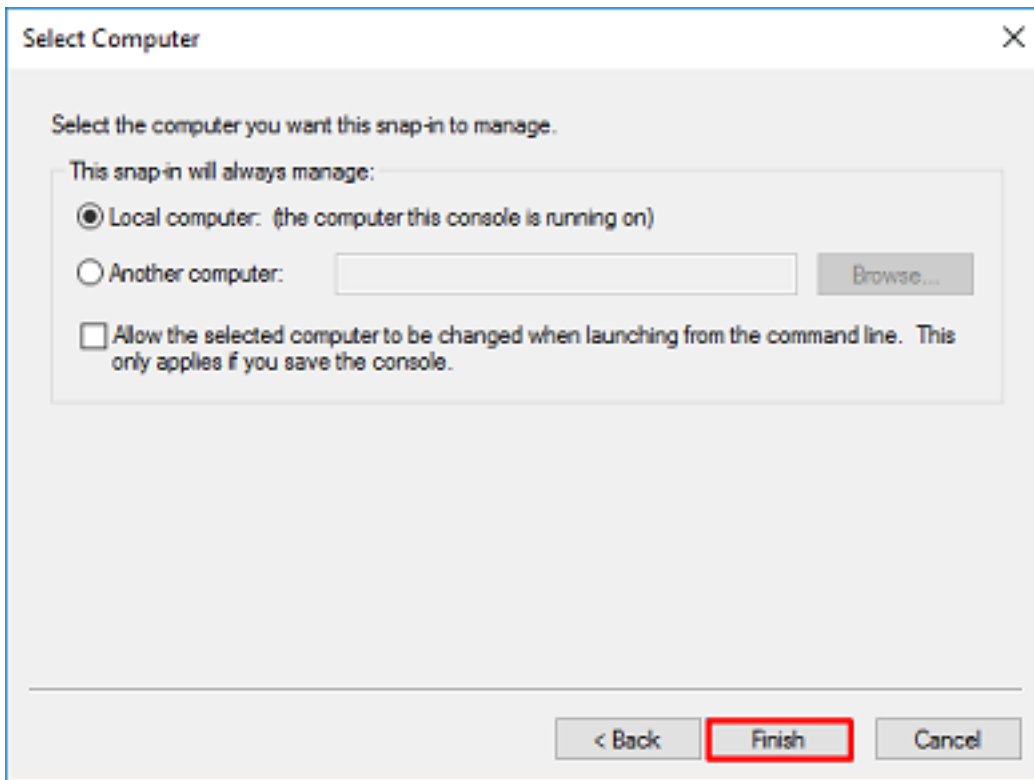 Select Computer
Select the computer you want this snap-in to manage.
This snap-in will always manage:
Local computer: (the computer this console is running on)
Another computer:
Browse...
Allow the selected computer to be changed when launching from the command line. This
only applies if you save the console.
< Back
Finish
Cancel